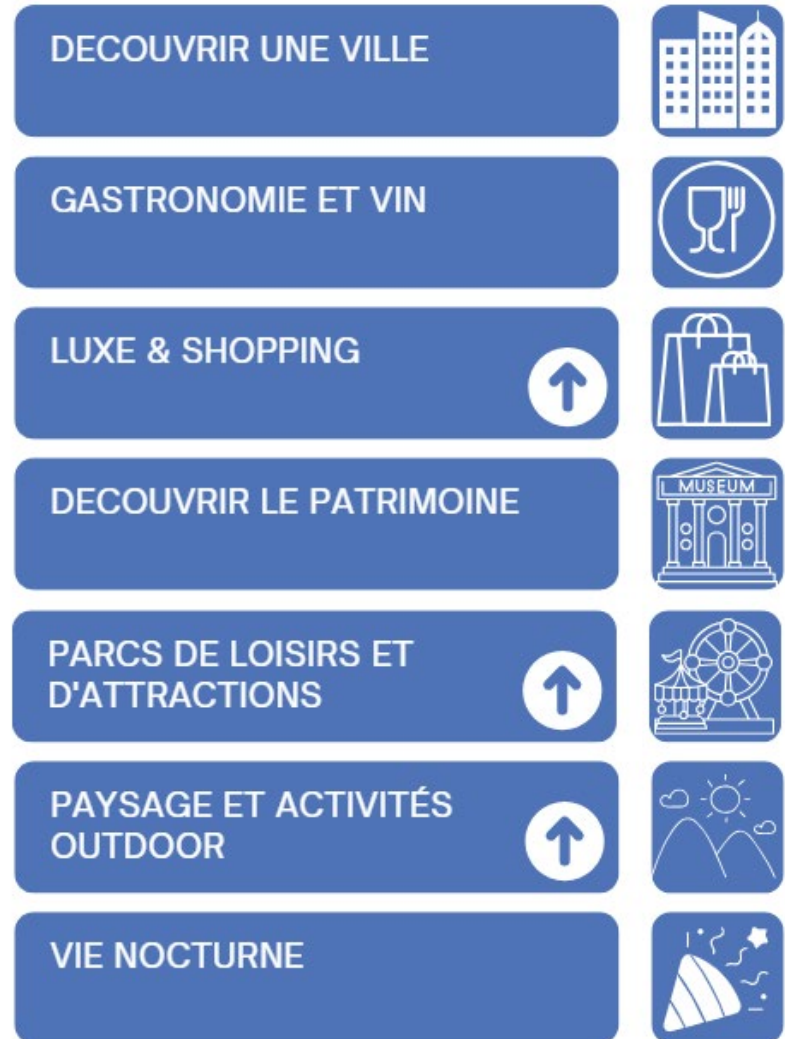 DECOUVRIR UNE VILLE
GASTRONOMIE ET VIN
LUXE & SHOPPING
DECOUVRIR LE PATRIMOINE
MUSEUM
PARCS DE LOISIRS ET
D'ATTRACTIONS
PAYSAGE ET ACTIVITÉS
OUTDOOR
VIE NOCTURNE